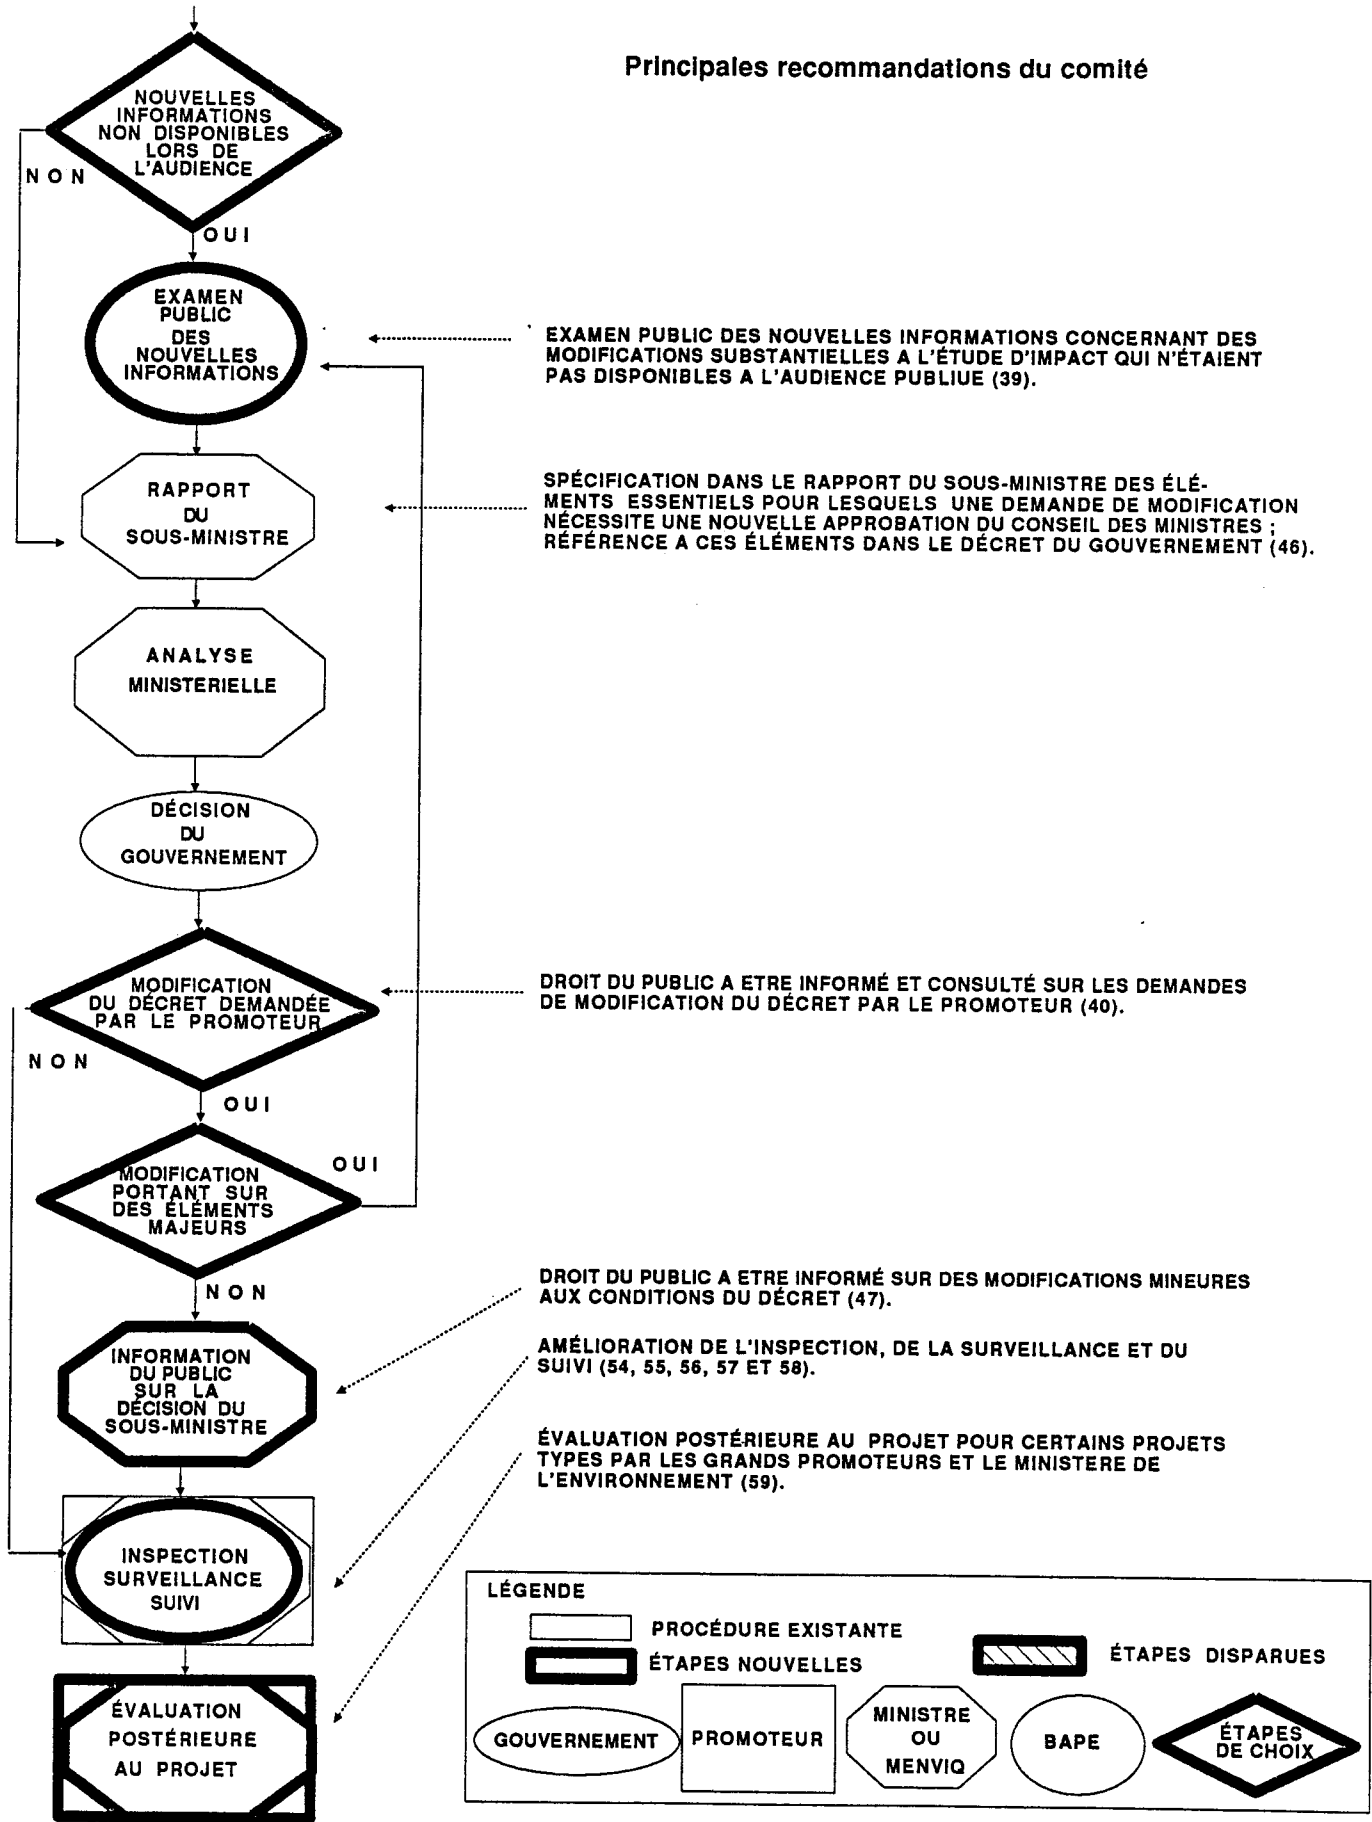 Principales recommandations du comité
NOUVELLES
INFORMATIONS
NON DISPONIBLES
LORS DE
L'AUDIENCE
NON
OUI
EXAMEN
PUBLIC
DES
NOUVELLES
INFORMATIONS
EXAMEN PUBLIC DES NOUVELLES INFORMATIONS CONCERNANT DES
MODIFICATIONS SUBSTANTIELLES A L'ÉTUDE D'IMPACT QUI N'ÉTAIENT
PAS DISPONIBLES A L'AUDIENCE PUBLIUE (39).
RAPPORT
DU
SOUS-MINISTRE
SPÉCIFICATION DANS LE RAPPORT DU SOUS-MINISTRE DES ÉLÉ-
MENTS ESSENTIELS POUR LESQUELS UNE DEMANDE DE MODIFICATION
NÉCESSITE UNE NOUVELLE APPROBATION DU CONSEIL DES MINISTRES ;
RÉFÉRENCE A CES ÉLÉMENTS DANS LE DÉCRET DU GOUVERNEMENT (46).
ANALYSE
MINISTERIELLE
DÉCISION
DU
GOUVERNEMENT
MODIFICATION
DU DÉCRET DEMANDÉE
PAR LE PROMOTEUR
DROIT DU PUBLIC A ETRE INFORMÉ ET CONSULTÉ SUR LES DEMANDES
DE MODIFICATION DU DÉCRET PAR LE PROMOTEUR (40).
NON
OUI
MODIFICATION
PORTANT SUR
DES ÉLÉMENTS
MAJEURS
OUI
NON
DROIT DU PUBLIC A ETRE INFORMÉ SUR DES MODIFICATIONS MINEURES
AUX CONDITIONS DU DÉCRET (47).
INFORMATION
DU PUBLIC
SUR LA
DÉCISION DU
SOUS-MINISTRE
AMÉLIORATION DE L'INSPECTION, DE LA SURVEILLANCE ET DU
SUIVI (54, 55, 56, 57 ET 58).
ÉVALUATION POSTÉRIEURE AU PROJET POUR CERTAINS PROJETS
TYPES PAR LES GRANDS PROMOTEURS ET LE MINISTERE DE
L'ENVIRONNEMENT (59).
INSPECTION
SURVEILLANCE
SUIVI
ÉVALUATION
POSTÉRIEURE
AU PROJET
LÉGENDE
PROCÉDURE EXISTANTE
ÉTAPES NOUVELLES
ÉTAPES DISPARUES
GOUVERNEMENT
PROMOTEUR
MINISTRE
OU
MENVIQ
BAPE
ÉTAPES
DE CHOIX